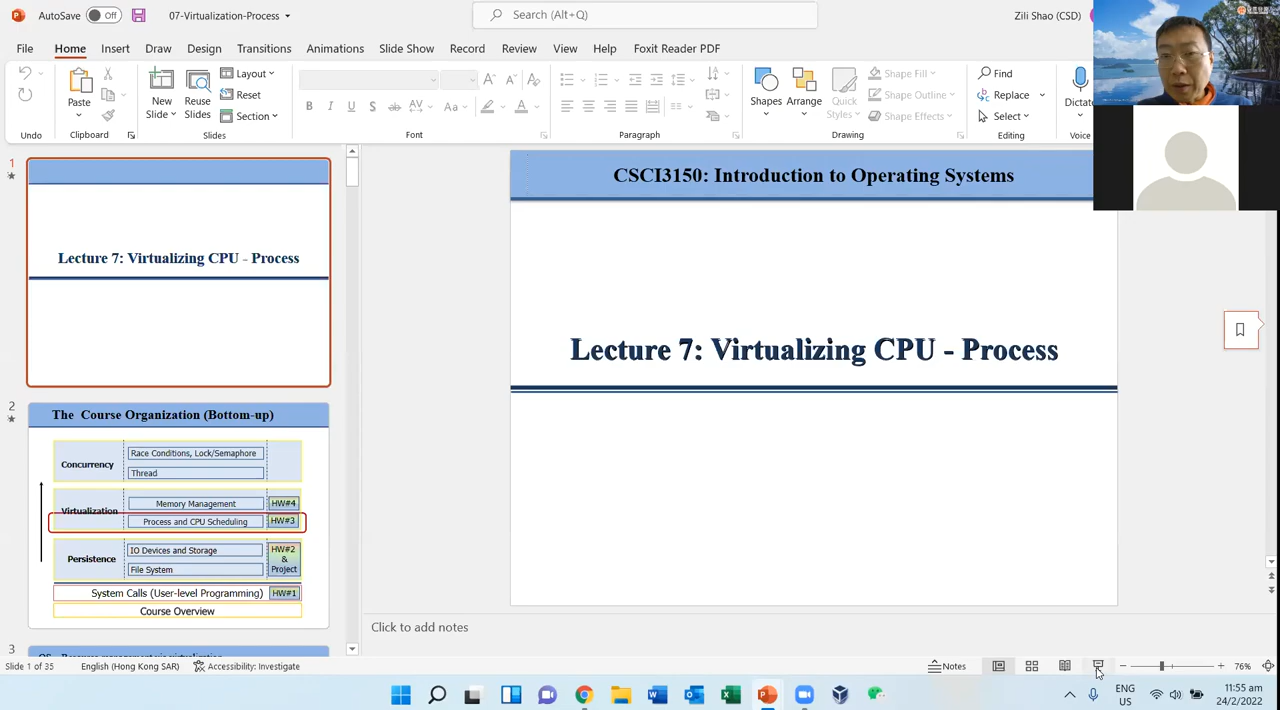 AutoSave Off 07-Virtualization-Process Search (Alt+Q) Zili Shao (CSD)
File Home Insert Draw Design Transitions Animations Slide Show Record Review View Help Foxit Reader PDF
Undo
Paste
Clipboard
New Slide
Reuse Slides
Layout
Reset
Section
Slides
B I U S ab AV Aa A
Font
Paragraph
Shapes
Arrange
Quick Styles
Shape Fill
Shape Outline
Shape Effects
Drawing
Find
Replace
Select
Editing
Dictat
Voice
1
Lecture 7: Virtualizing CPU - Process
2
The Course Organization (Bottom-up)
Concurrency
Race Conditions, Lock/Semaphore
Thread
Virtualization
Memory Management HW#4
Process and CPU Scheduling HW#3
Persistence
IO Devices and Storage
File System
HW#2
&
Project
System Calls (User-level Programming) HW#1
Course Overview
3
CSCI3150: Introduction to Operating Systems
Lecture 7: Virtualizing CPU - Process
Click to add notes
Slide 1 of 35 English (Hong Kong SAR) Accessibility: Investigate Notes 76%
ENG
US
11:55 am
24/2/2022